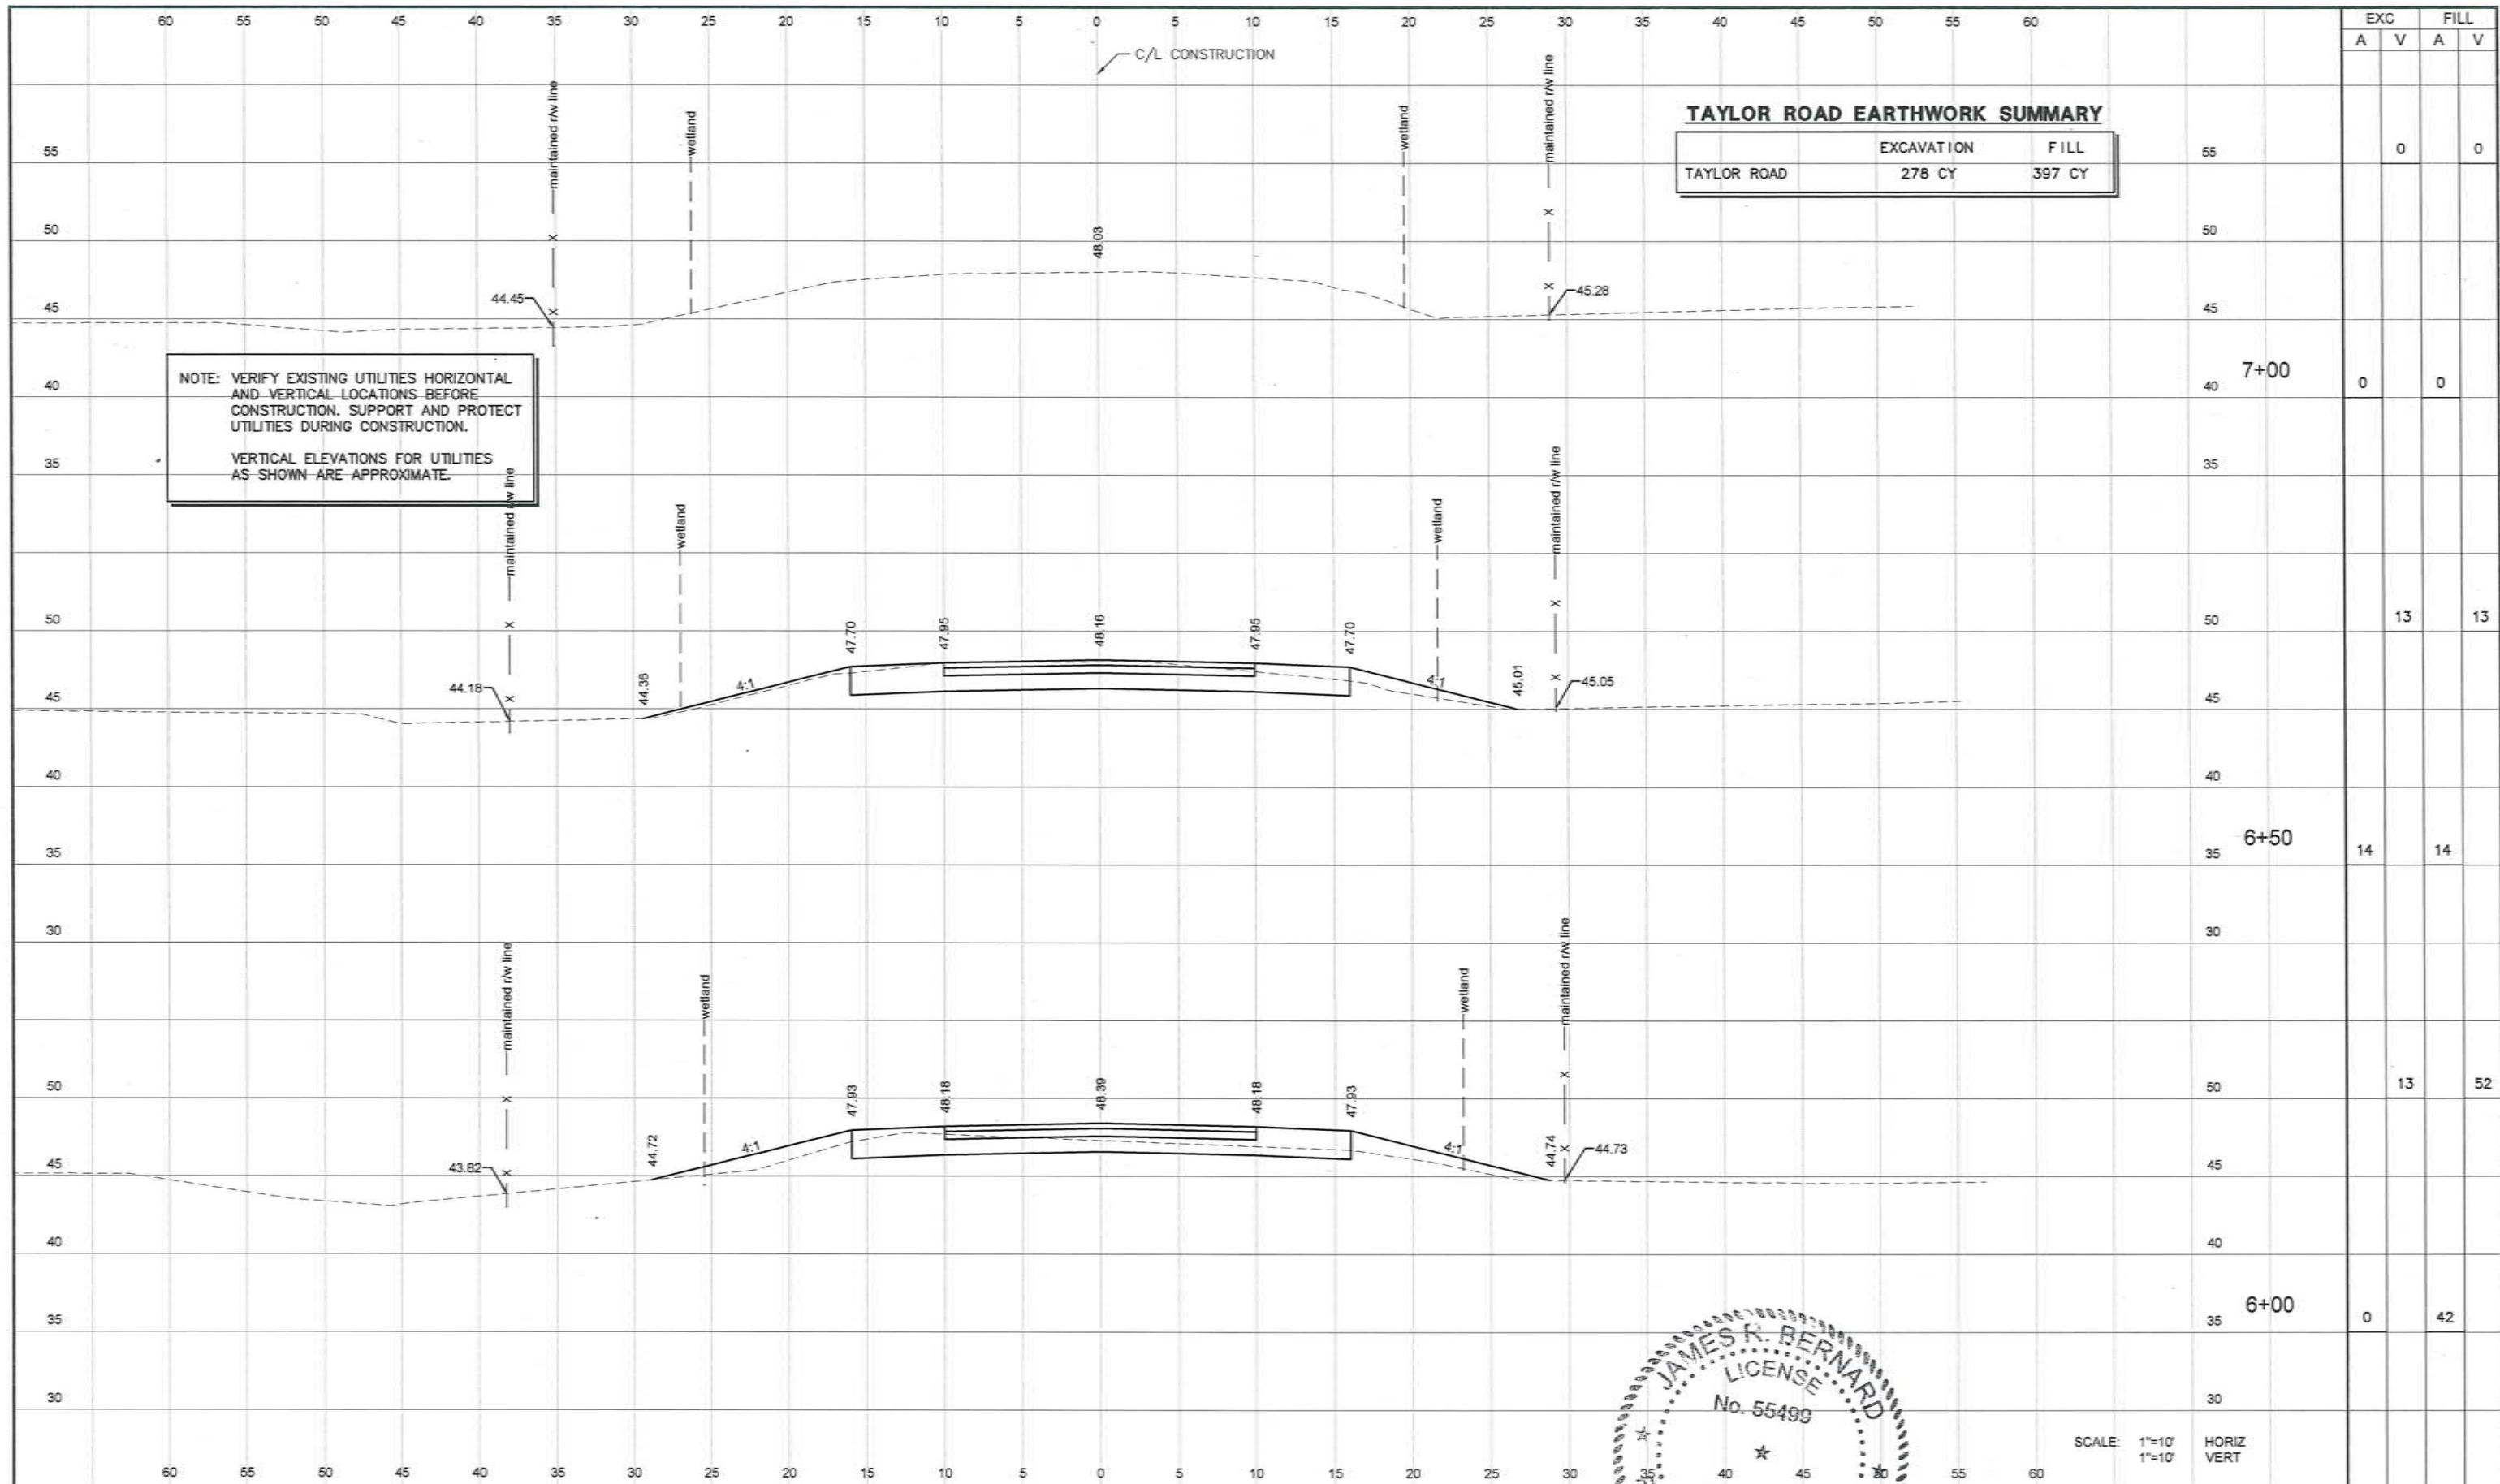 60 55 50 45 40 35 30 25 20 15 10 5 0 5 10 15 20 25 30 35 40 45 50 55 60
EXC FILL
A V A V
C/L CONSTRUCTION
maintained r/w line
wetland
wetland
maintained r/w line
TAYLOR ROAD EARTHWORK SUMMARY
EXCAVATION FILL
TAYLOR ROAD 278 CY 397 CY
55 55 0 0
50 48.03 50
44.45 45.28
45 45
NOTE: VERIFY EXISTING UTILITIES HORIZONTAL
AND VERTICAL LOCATIONS BEFORE
CONSTRUCTION. SUPPORT AND PROTECT
UTILITIES DURING CONSTRUCTION.
VERTICAL ELEVATIONS FOR UTILITIES
AS SHOWN ARE APPROXIMATE.
7+00
40 40 0 0
35 35
maintained r/w line
wetland
wetland
maintained r/w line
50 50 13 13
47.70 47.95 48.16 47.95 47.70
44.18 44.36 4:1 4:1 45.01 45.05
45 45
40 40
6+50
35 35 14 14
30 30
maintained r/w line
wetland
wetland
maintained r/w line
50 50 13 52
47.93 48.18 48.39 48.18 47.93
43.82 44.72 4:1 4:1 44.74 44.73
45 45
40 40
6+00
35 35 0 42
30 30
JAMES R. BERNARD
LICENSE
No. 55499
SCALE: 1"=10' HORIZ
1"=10' VERT
60 55 50 45 40 35 30 25 20 15 10 5 0 5 10 15 20 25 30 35 40 45 50 55 60